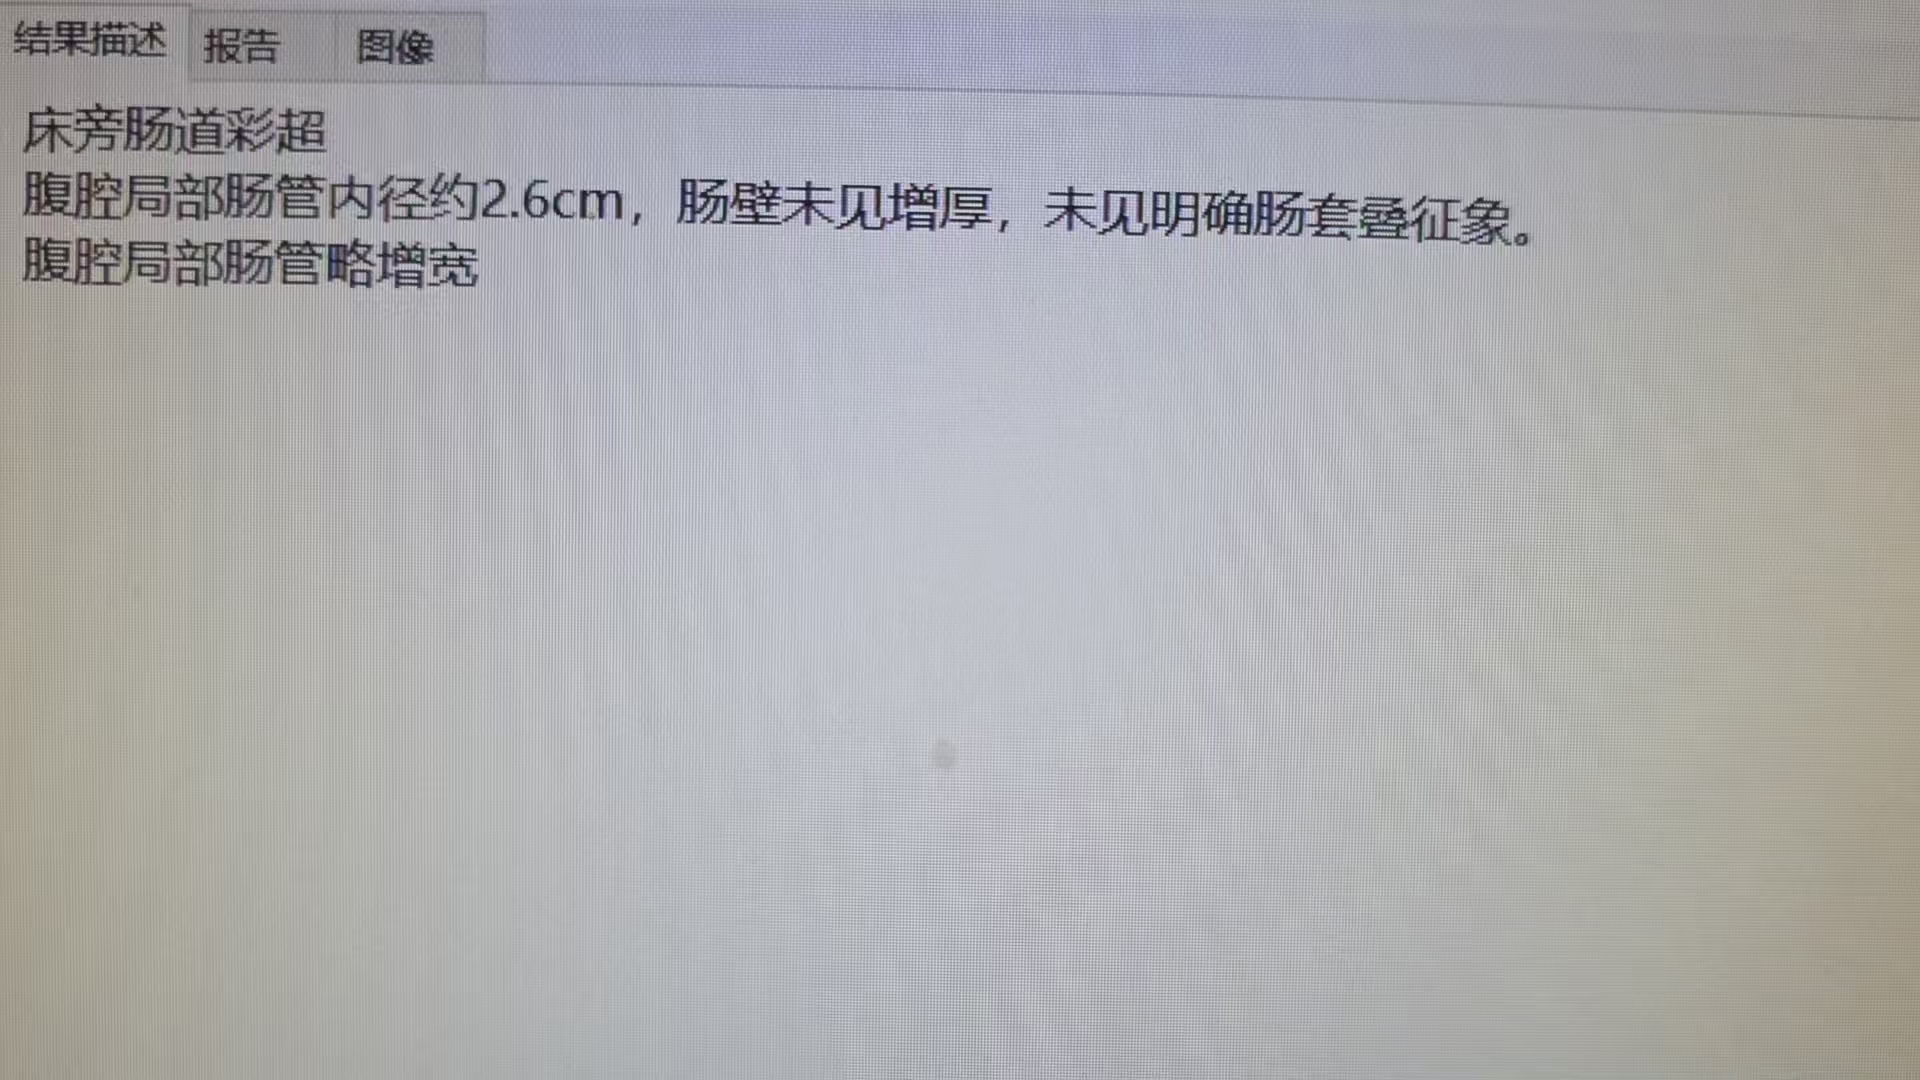 结果描述 报告 图像
床旁肠道彩超
腹腔局部肠管内径约2.6cm，肠壁未见增厚，未见明确肠套叠征象。
腹腔局部肠管略增宽